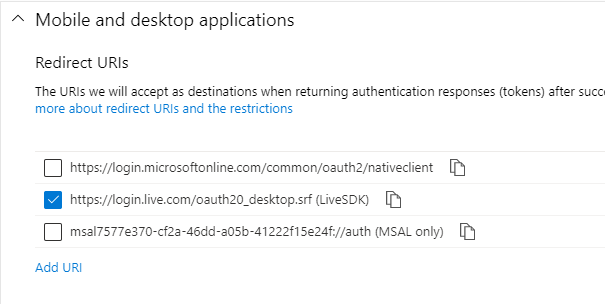 Mobile and desktop applications
Redirect URIs
The URIs we will accept as destinations when returning authentication responses (tokens) after succ
more about redirect URIs and the restrictions
https://login.microsoftonline.com/common/oauth2/nativeclient
https://login.live.com/oauth20_desktop.srf (LiveSDK)
msal7577e370-cf2a-46dd-a05b-41222f15e24f://auth (MSAL only)
Add URI